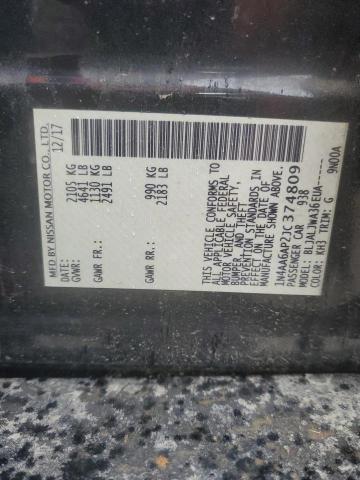 MFD BY NISSAN MOTOR CO., LTD.
12/17
2105 KG
GVWR: 4641 LB
1130 KG
GAWR FR: 2491 LB
990 KG
GAWR RR: 2183 LB
THIS VEHICLE CONFORMS TO
ALL APPLICABLE FEDERAL
MOTOR VEHICLE SAFETY,
BUMPER, AND THEFT
PREVENTION STANDARDS IN
EFFECT ON THE DATE OF
MANUFACTURE SHOWN ABOVE.
1N4AA6AP2JC374809
PASSENGER CAR 938
MODEL: BLJALJWA36EUA-----
COLOR: KH3 TRIM: G 9N00A